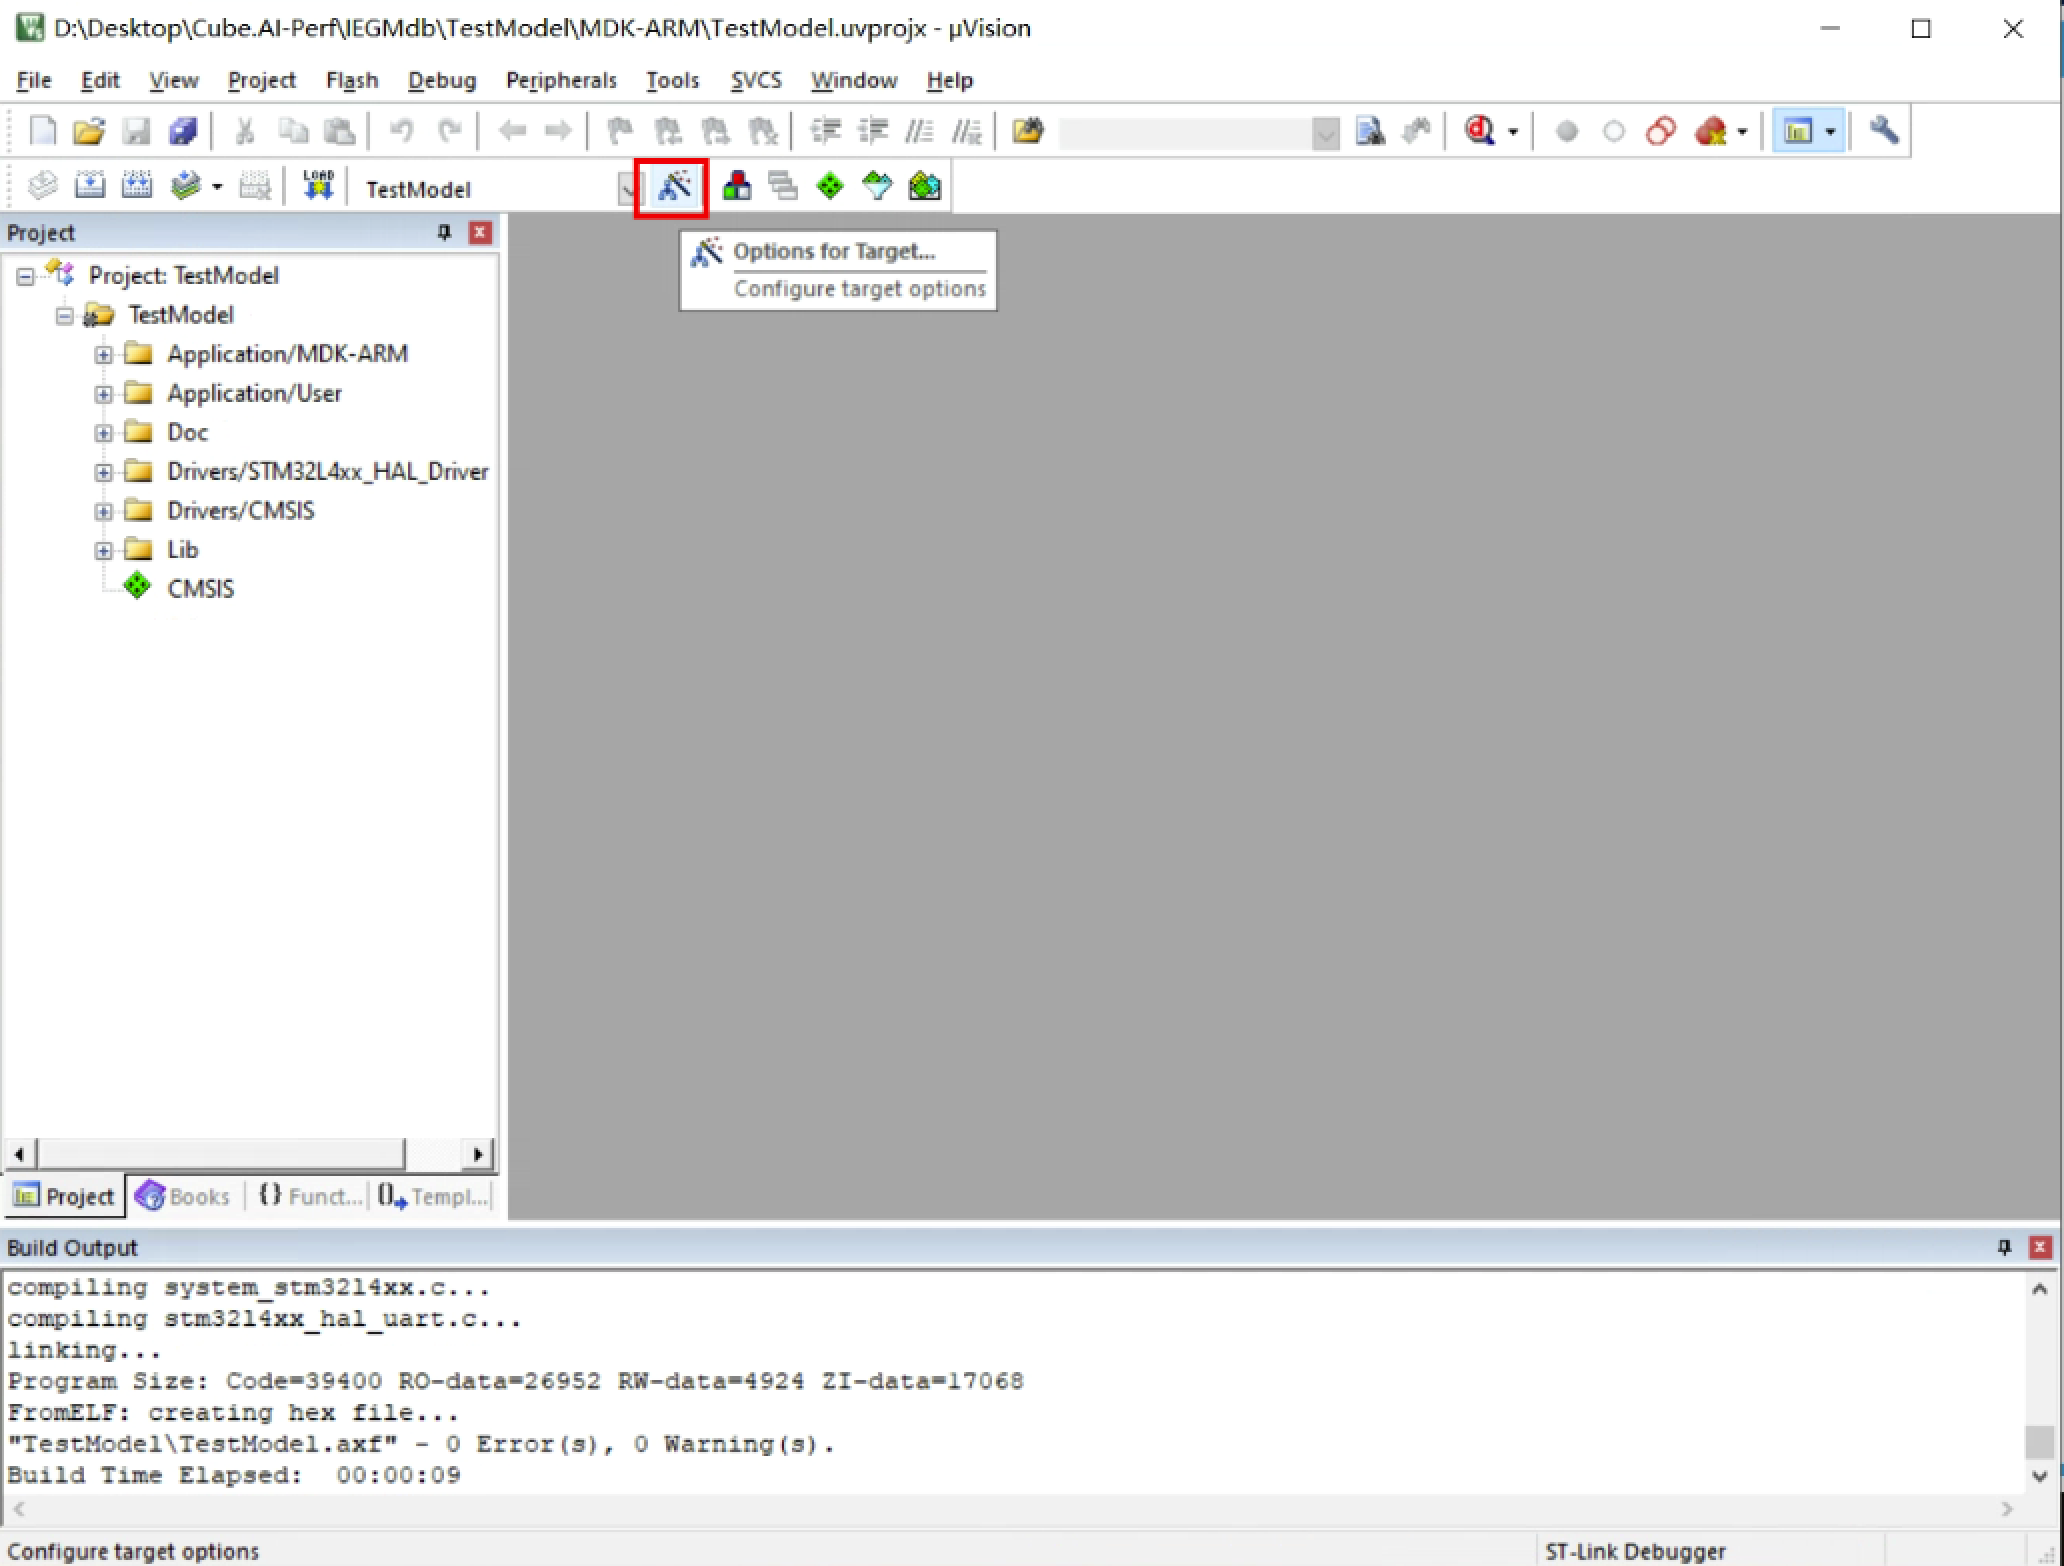 D:\Desktop\Cube.AI-Perf\IEGMdb\TestModel\MDK-ARM\TestModel.uvprojx - µVision
File Edit View Project Flash Debug Peripherals Tools SVCS Window Help
LOAD TestModel
Project
Options for Target...
Configure target options
Project: TestModel
TestModel
Application/MDK-ARM
Application/User
Doc
Drivers/STM32L4xx_HAL_Driver
Drivers/CMSIS
Lib
CMSIS
Project Books {} Funct... Templ...
Build Output
compiling system_stm32l4xx.c...
compiling stm32l4xx_hal_uart.c...
linking...
Program Size: Code=39400 RO-data=26952 RW-data=4924 ZI-data=17068
FromELF: creating hex file...
"TestModel\TestModel.axf" - 0 Error(s), 0 Warning(s).
Build Time Elapsed:  00:00:09
Configure target options ST-Link Debugger